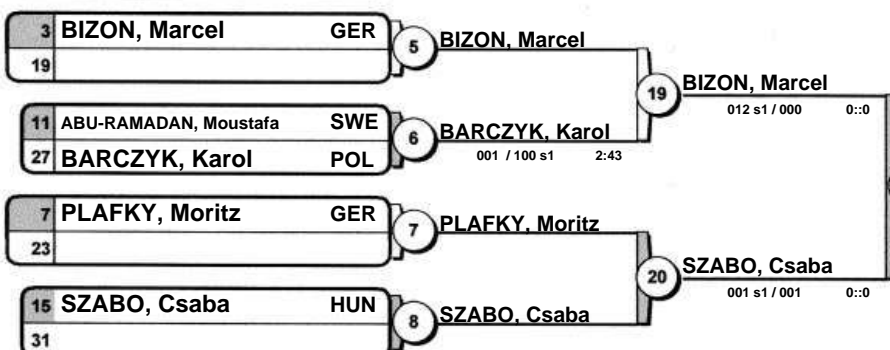 3 BIZON, Marcel GER
19
5 BIZON, Marcel
11 ABU-RAMADAN, Moustafa SWE
27 BARCZYK, Karol POL
6 BARCZYK, Karol
001 / 100 s1 2:43
19 BIZON, Marcel
012 s1 / 000 0::0
7 PLAFKY, Moritz GER
23
7 PLAFKY, Moritz
15 SZABO, Csaba HUN
31
8 SZABO, Csaba
20 SZABO, Csaba
001 s1 / 001 0::0